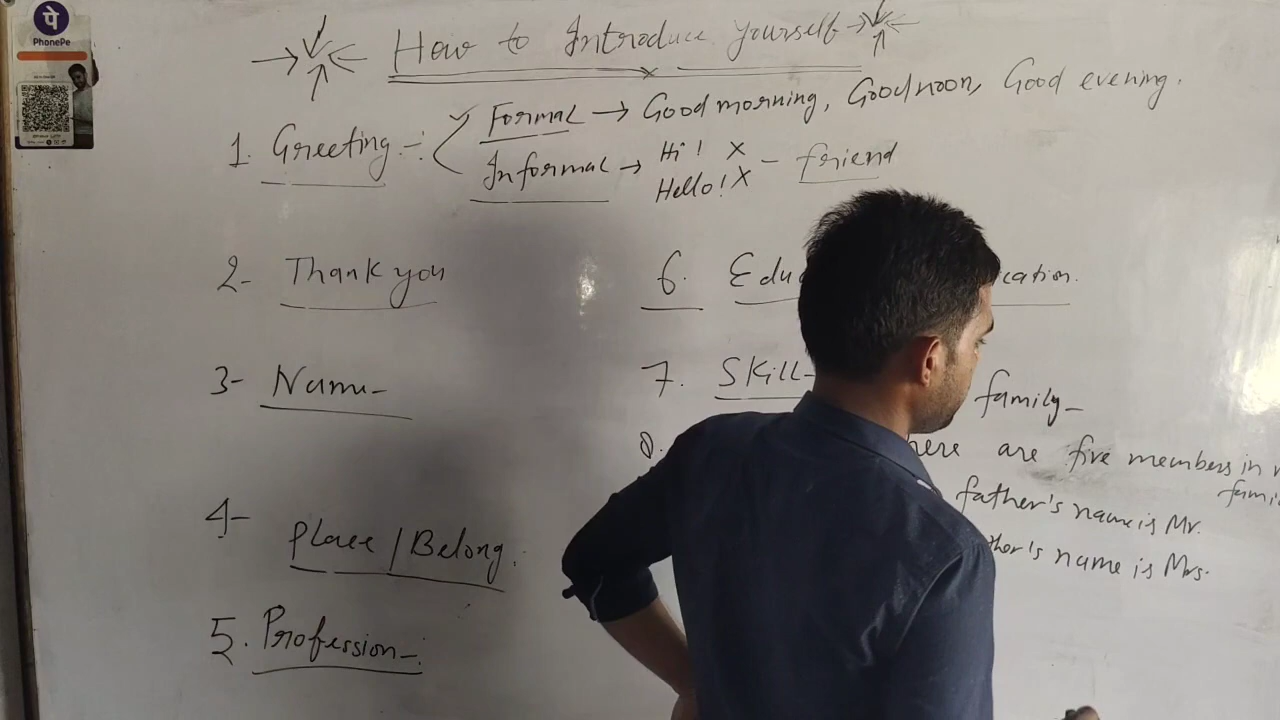 पे
PhonePe
How to Introduce yourself
1. Greeting :-
Formal → Good morning, Good noon, Good evening.
Informal → Hi! X
Hello! X - friend
2- Thank you
3- Name-
4- Place / Belong.
5. Profession -:
6. Edu cation.
7. Skill-
8.
family-
here are five members in
family
father's name is Mr.
ther's name is Mrs.